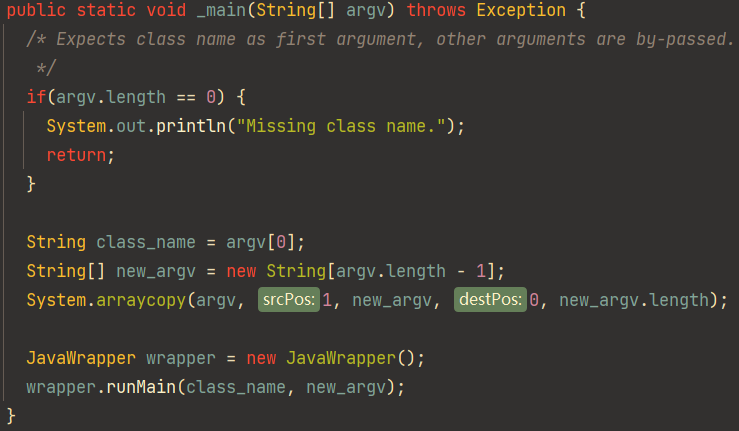 public static void _main(String[] argv) throws Exception {
/* Expects class name as first argument, other arguments are by-passed.
*/
if(argv.length == 0) {
System.out.println("Missing class name.");
return;
}
String class_name = argv[0];
String[] new_argv = new String[argv.length - 1];
System.arraycopy(argv, srcPos: 1, new_argv, destPos: 0, new_argv.length);
JavaWrapper wrapper = new JavaWrapper();
wrapper.runMain(class_name, new_argv);
}